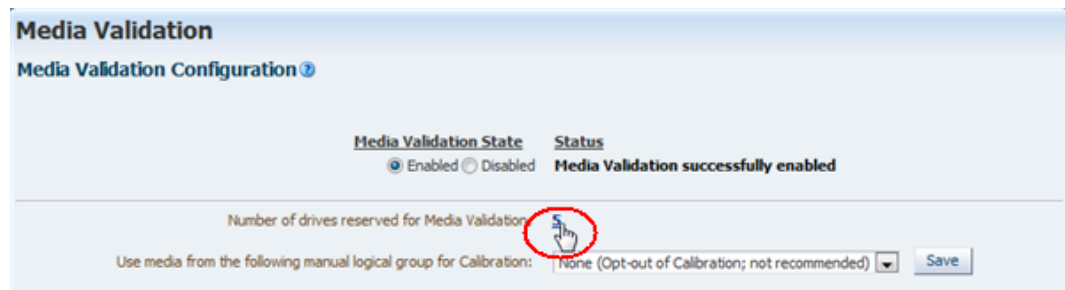 Media Validation
Media Validation Configuration
Media Validation State Status
Enabled Disabled Media Validation successfully enabled
Number of drives reserved for Media Validation: 5
Use media from the following manual logical group for Calibration: None (Opt-out of Calibration; not recommended) Save